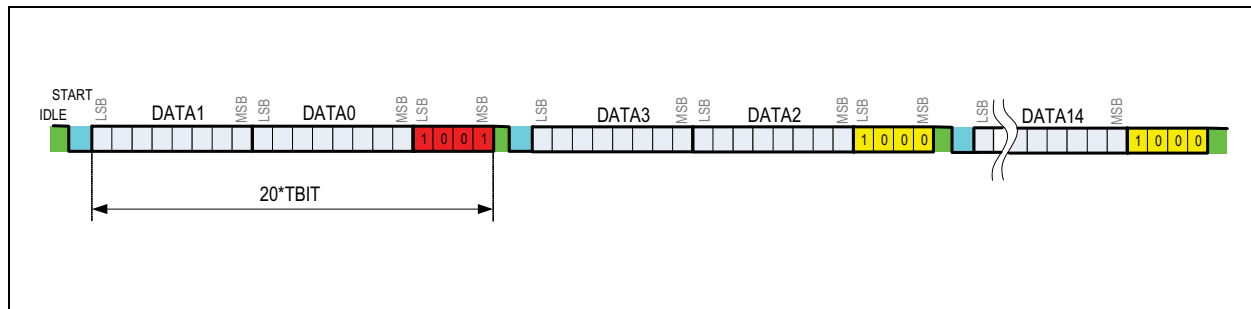 START
IDLE
LSB DATA1 MSB LSB DATA0 MSB LSB MSB LSB DATA3 MSB LSB DATA2 MSB LSB MSB LSB DATA14 MSB
1 0 0 1 1 0 0 0 1 0 0 0
20*TBIT